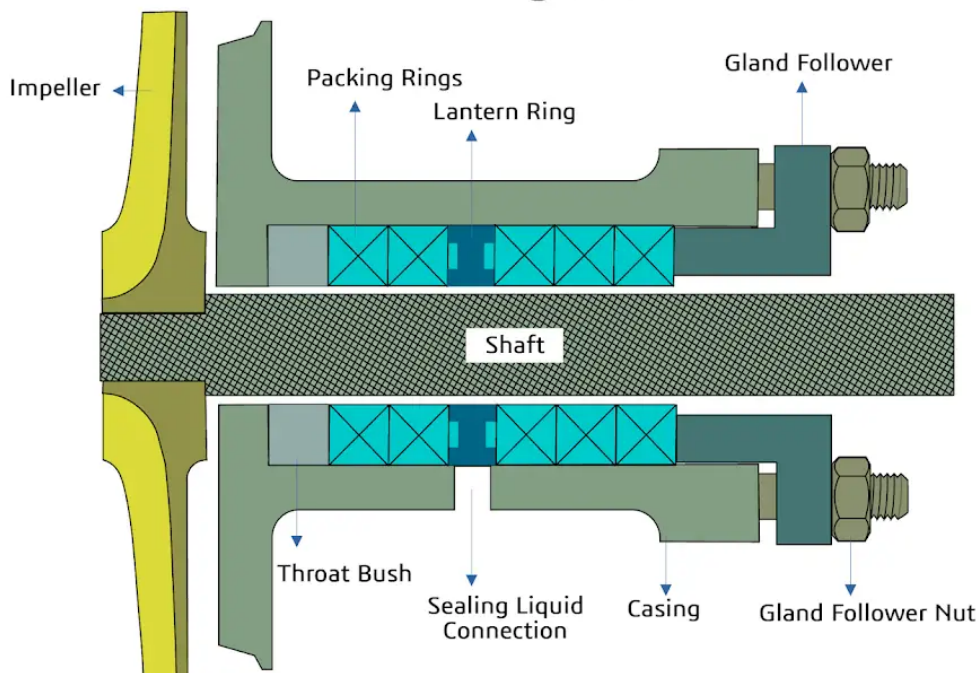 Gland Follower
Packing Rings
Impeller
Lantern Ring
Shaft
Throat Bush
Sealing Liquid
Connection
Casing
Gland Follower Nut